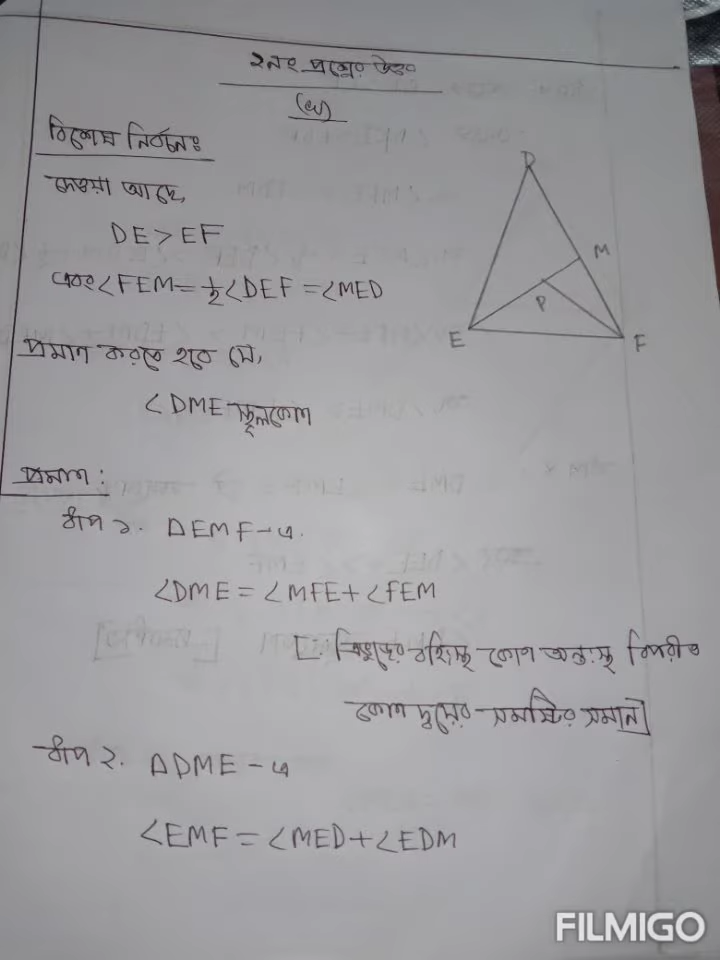 ২নং প্রশ্নের উত্তর
বিশেষ নির্বচনঃ
দেওয়া আছে,
DE > EF
এবং ∠FEM = ½∠DEF = ∠MED
প্রমাণ করতে হবে যে,
∠DME স্থূলকোণ
D
M
P
E
F
প্রমাণ:
ধাপ ১. ΔEMF-এ
∠DME = ∠MFE + ∠FEM
[∵ ত্রিভুজের বহিঃস্থ কোণ অন্তঃস্থ বিপরীত
কোণ দ্বয়ের সমষ্টির সমান]
ধাপ ২. ΔDME-এ
∠EMF = ∠MED + ∠EDM
FILMIGO